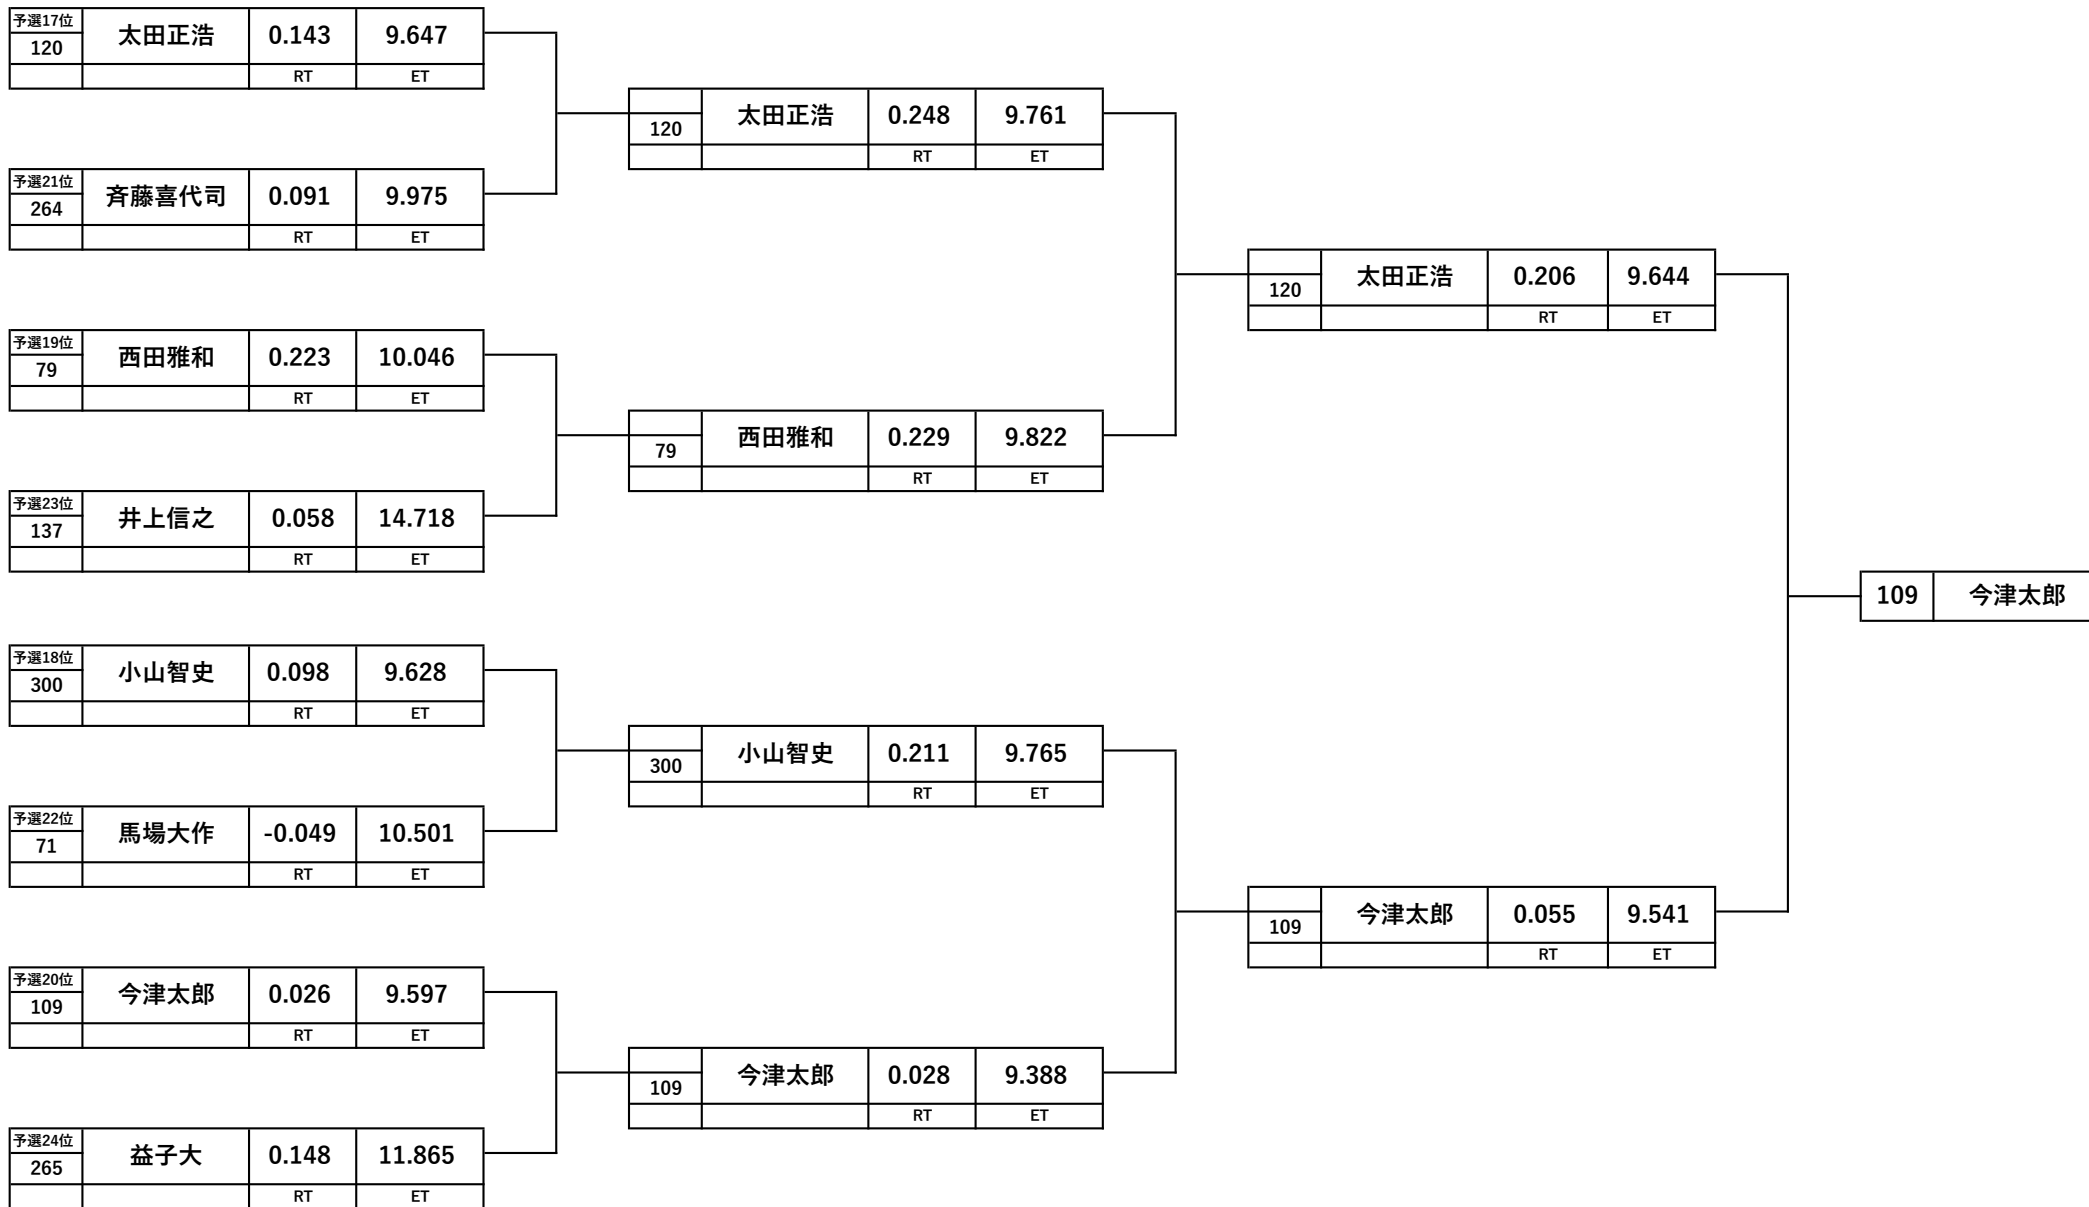 予選17位
120
太田正浩 0.143 9.647
RT ET
予選21位
264
斉藤喜代司 0.091 9.975
RT ET
予選19位
79
西田雅和 0.223 10.046
RT ET
予選23位
137
井上信之 0.058 14.718
RT ET
予選18位
300
小山智史 0.098 9.628
RT ET
予選22位
71
馬場大作 -0.049 10.501
RT ET
予選20位
109
今津太郎 0.026 9.597
RT ET
予選24位
265
益子大 0.148 11.865
RT ET
120
太田正浩 0.248 9.761
RT ET
79
西田雅和 0.229 9.822
RT ET
300
小山智史 0.211 9.765
RT ET
109
今津太郎 0.028 9.388
RT ET
120
太田正浩 0.206 9.644
RT ET
109
今津太郎 0.055 9.541
RT ET
109 今津太郎